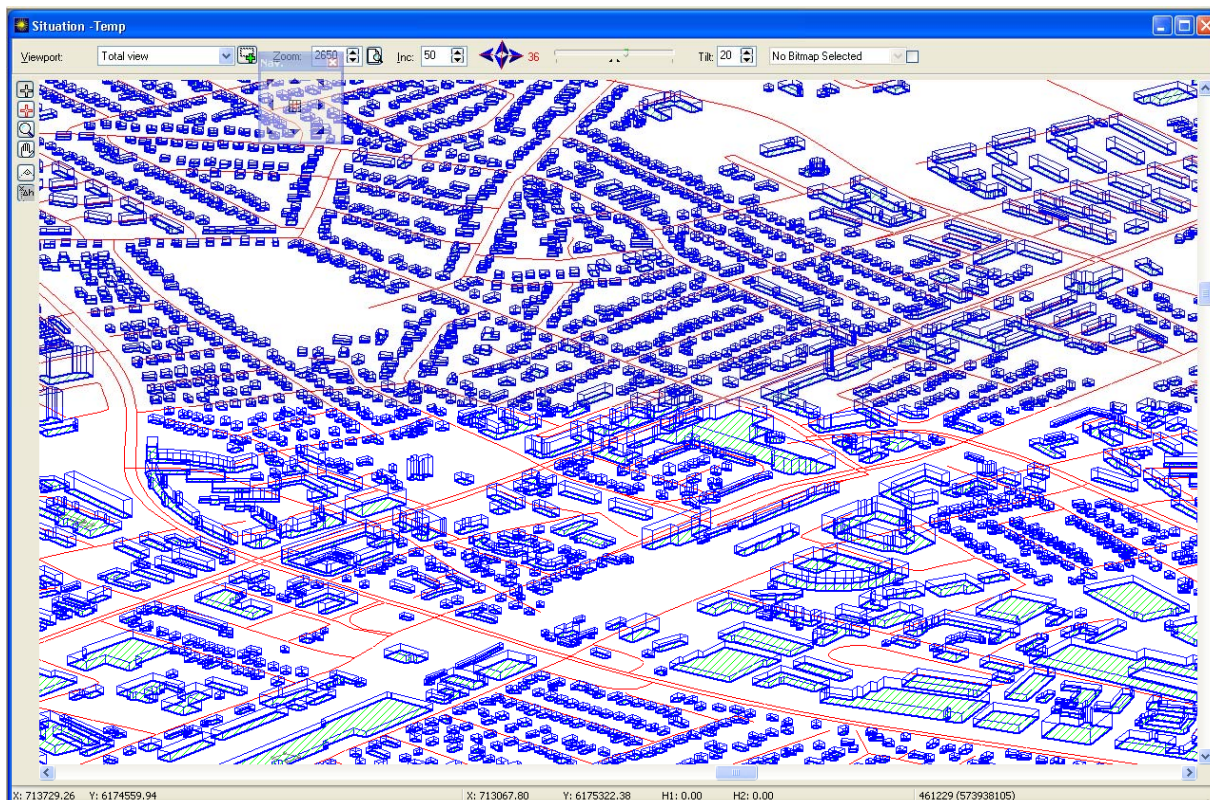 Situation -Temp
Viewport: Total view Zoom: 2650 Inc: 50 36 Tilt: 20 No Bitmap Selected
Nav.
X: 713729.26 Y: 6174559.94 X: 713067.80 Y: 6175322.38 H1: 0.00 H2: 0.00 461229 (573938105)